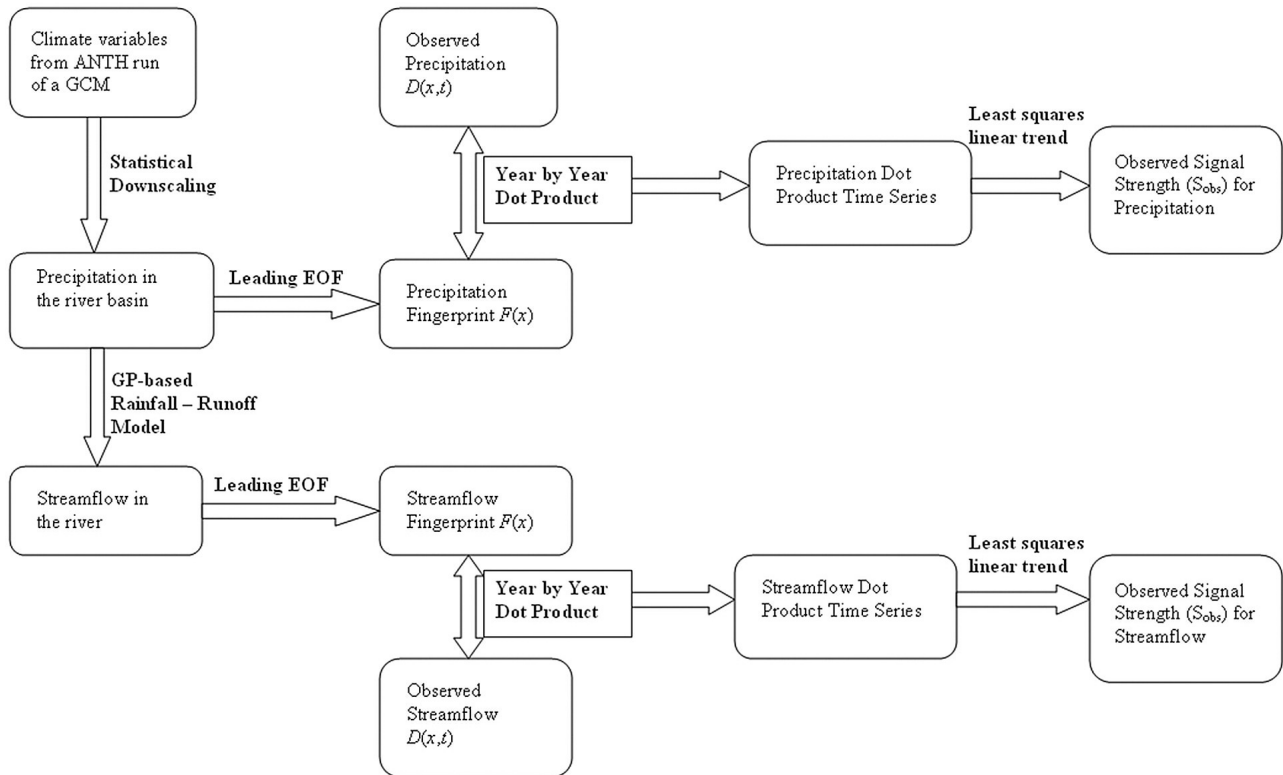 Climate variables
from ANTH run
of a GCM
Observed
Precipitation
D(x,t)
Statistical
Downscaling
Year by Year
Dot Product
Precipitation Dot
Product Time Series
Least squares
linear trend
Observed Signal
Strength (Sobs) for
Precipitation
Precipitation in
the river basin
Leading EOF
Precipitation
Fingerprint F(x)
GP-based
Rainfall – Runoff
Model
Streamflow in
the river
Leading EOF
Streamflow
Fingerprint F(x)
Year by Year
Dot Product
Streamflow Dot
Product Time Series
Least squares
linear trend
Observed Signal
Strength (Sobs) for
Streamflow
Observed
Streamflow
D(x,t)